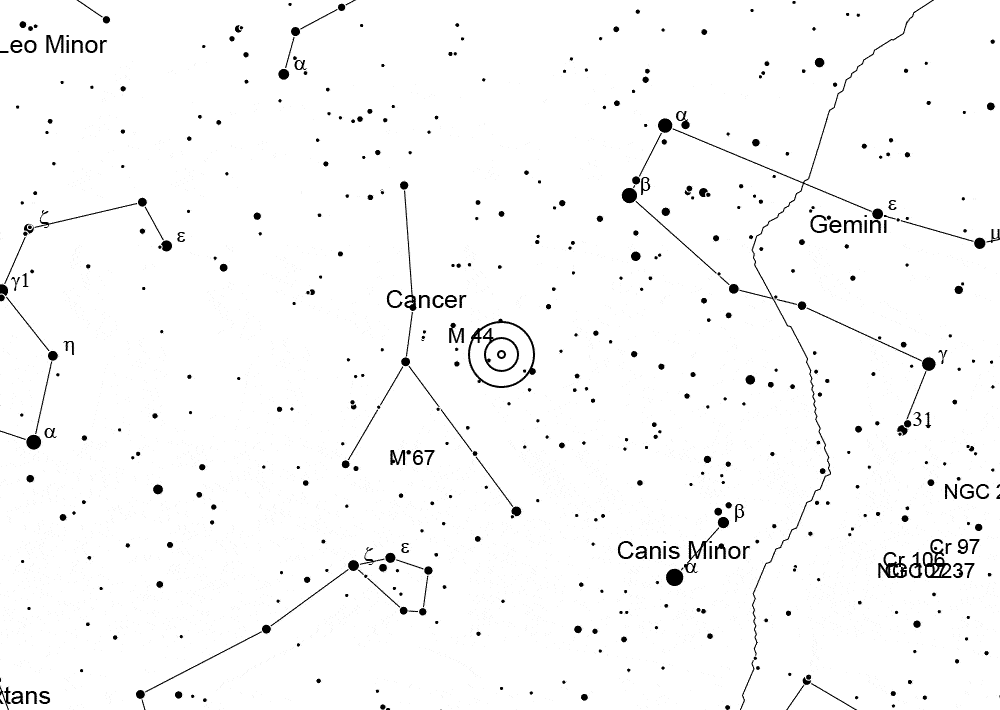 Leo Minor
α
α
β
ζ
ε
ε
Gemini
μ
γ1
Cancer
M 44
η
γ
α
31
M 67
NGC 2
β
Canis Minor
α
ζ
ε
Cr 97
Cr 106
tans